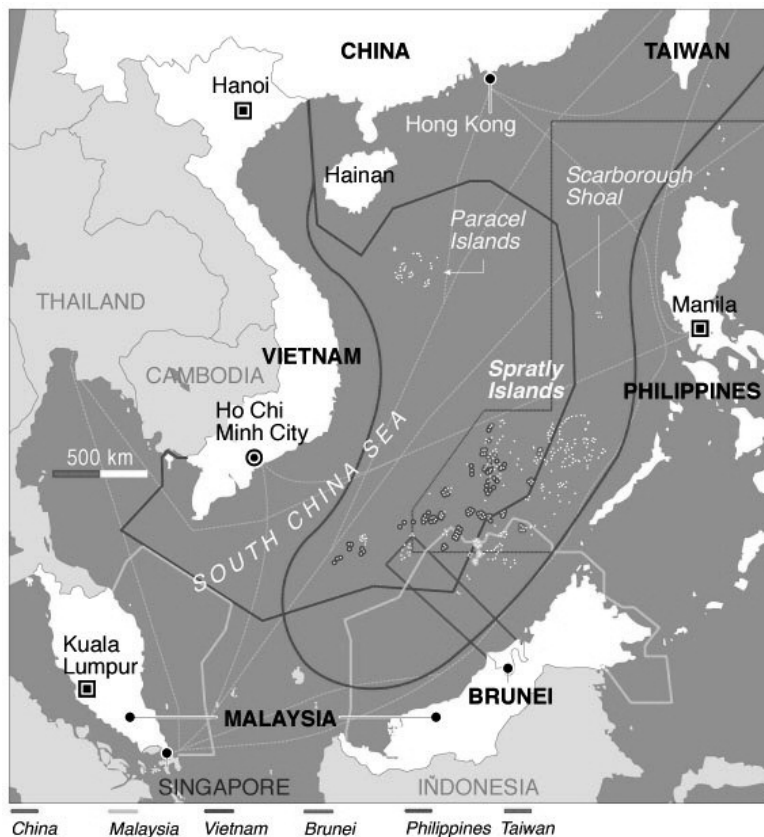 CHINA
TAIWAN
Hanoi
Hong Kong
Hainan
Scarborough
Shoal
Paracel
Islands
THAILAND
Manila
VIETNAM
CAMBODIA
Spratly
Islands
PHILIPPINES
Ho Chi
Minh City
500 km
SOUTH CHINA SEA
Kuala
Lumpur
BRUNEI
MALAYSIA
SINGAPORE
INDONESIA
China
Malaysia
Vietnam
Brunei
Philippines
Taiwan